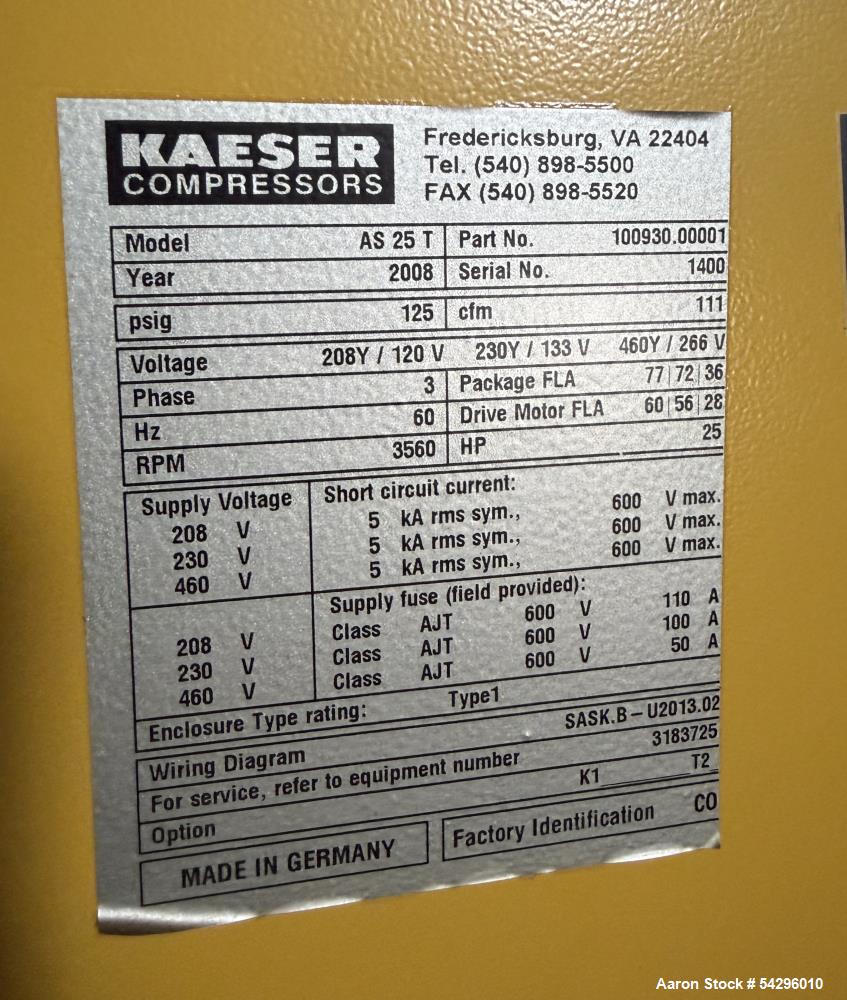 KAESER
COMPRESSORS
Fredericksburg, VA 22404
Tel. (540) 898-5500
FAX (540) 898-5520
Model AS 25 T Part No. 100930.00001
Year 2008 Serial No. 1400
psig 125 cfm 111
Voltage 208Y / 120 V 230Y / 133 V 460Y / 266 V
Phase 3 Package FLA 77 | 72 | 36
Hz 60 Drive Motor FLA 60 | 56 | 28
RPM 3560 HP 25
Supply Voltage Short circuit current:
208 V 5 kA rms sym., 600 V max.
230 V 5 kA rms sym., 600 V max.
460 V 5 kA rms sym., 600 V max.
Supply fuse (field provided):
208 V Class AJT 600 V 110 A
230 V Class AJT 600 V 100 A
460 V Class AJT 600 V 50 A
Enclosure Type rating: Type1
Wiring Diagram SASK.B – U2013.02
For service, refer to equipment number 3183725
Option K1 T2
MADE IN GERMANY Factory Identification CO
Aaron Stock # 54296010